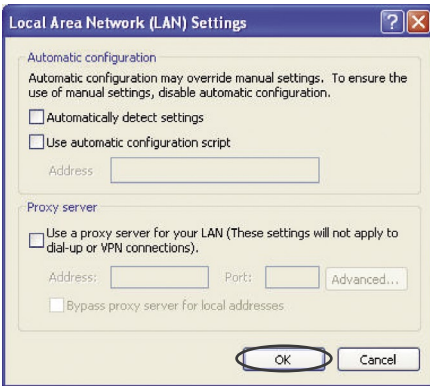 Local Area Network (LAN) Settings
Automatic configuration
Automatic configuration may override manual settings. To ensure the
use of manual settings, disable automatic configuration.
Automatically detect settings
Use automatic configuration script
Address
Proxy server
Use a proxy server for your LAN (These settings will not apply to
dial-up or VPN connections).
Address: Port: Advanced...
Bypass proxy server for local addresses
OK Cancel